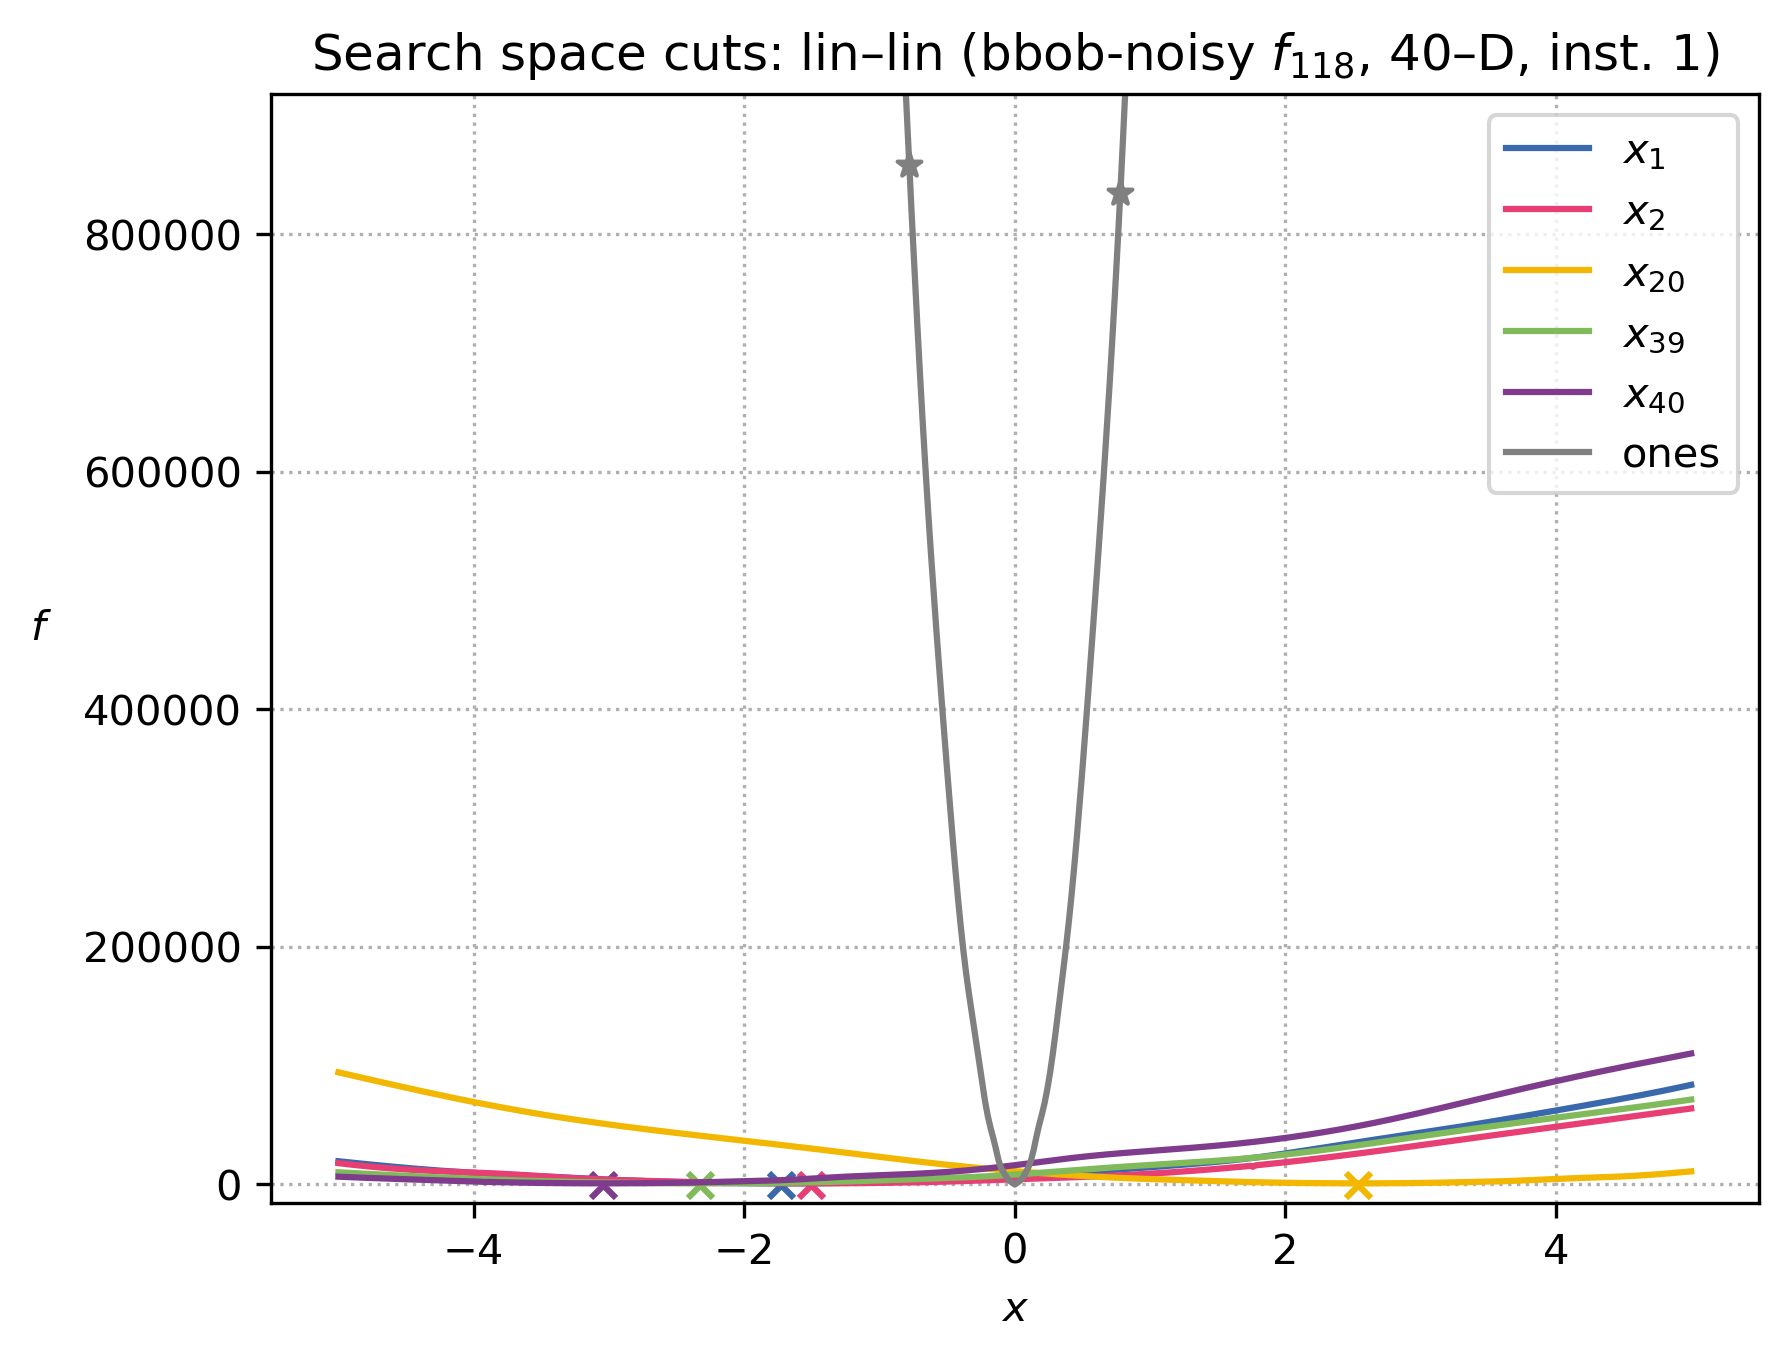 Search space cuts: lin–lin (bbob-noisy f₁₁₈, 40–D, inst. 1)
x₁
x₂
x₂₀
x₃₉
x₄₀
ones
800000
600000
400000
200000
0
f
−4 −2 0 2 4
x